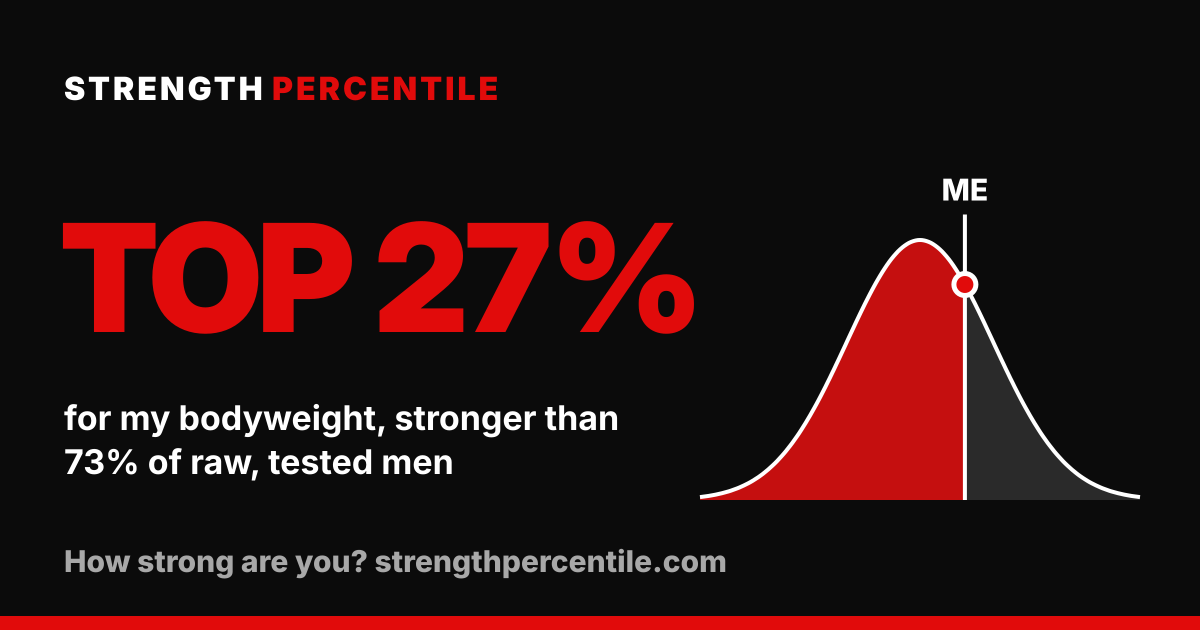 STRENGTH PERCENTILE
ME
TOP 27%
for my bodyweight, stronger than
73% of raw, tested men
How strong are you? strengthpercentile.com